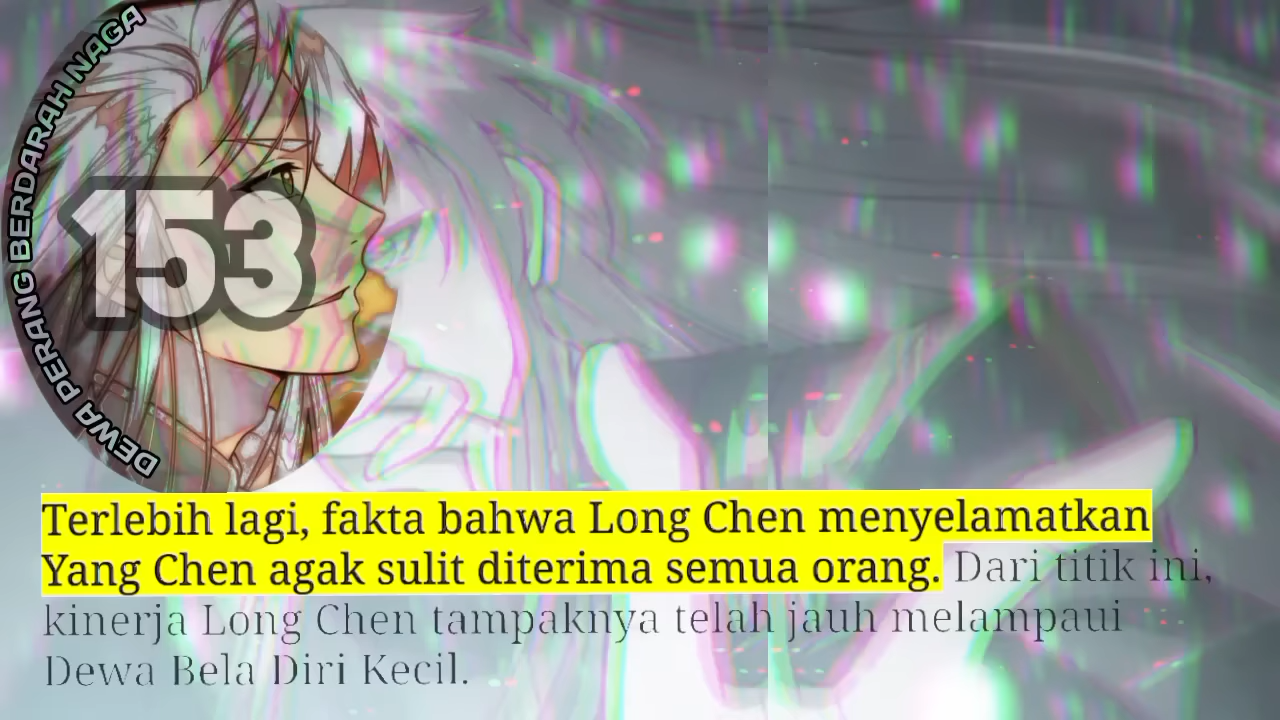 DEWA PERANG BERDARAH NAGA
153
Terlebih lagi, fakta bahwa Long Chen menyelamatkan
Yang Chen agak sulit diterima semua orang. Dari titik ini,
kinerja Long Chen tampaknya telah jauh melampaui
Dewa Bela Diri Kecil.